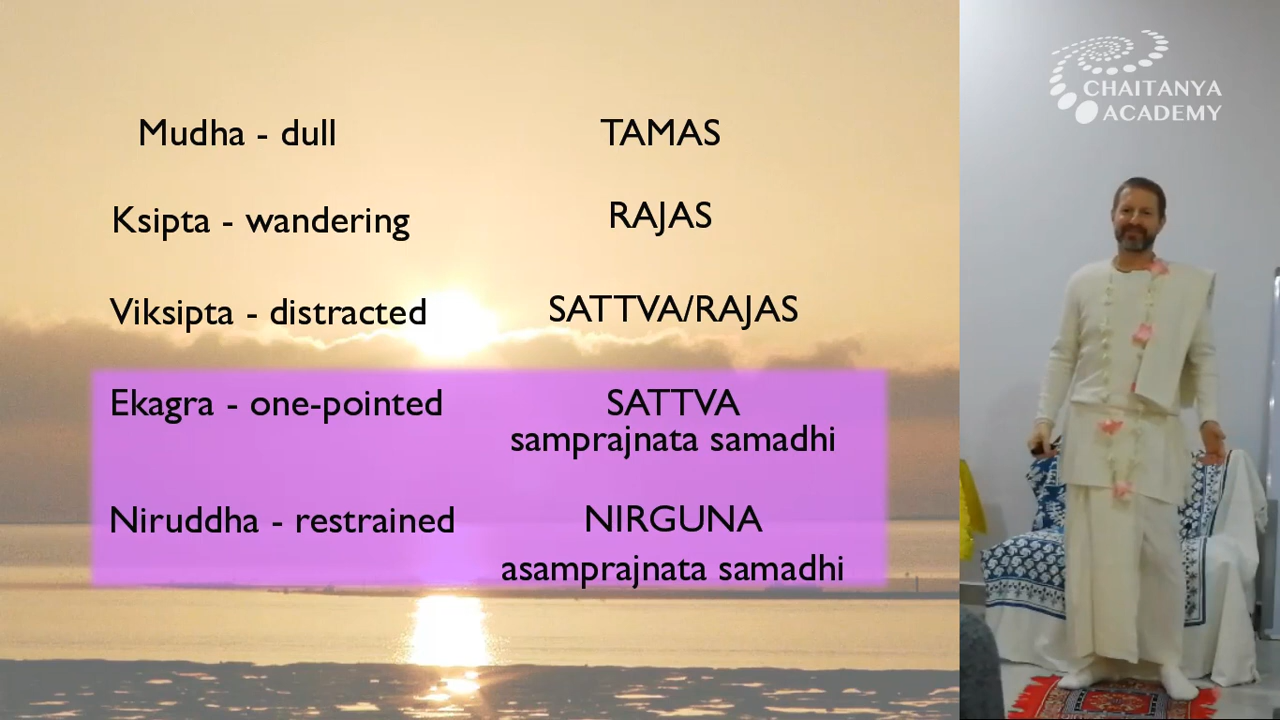 Mudha - dull TAMAS
Ksipta - wandering RAJAS
Viksipta - distracted SATTVA/RAJAS
Ekagra - one-pointed SATTVA
samprajnata samadhi
Niruddha - restrained NIRGUNA
asamprajnata samadhi
CHAITANYA
ACADEMY